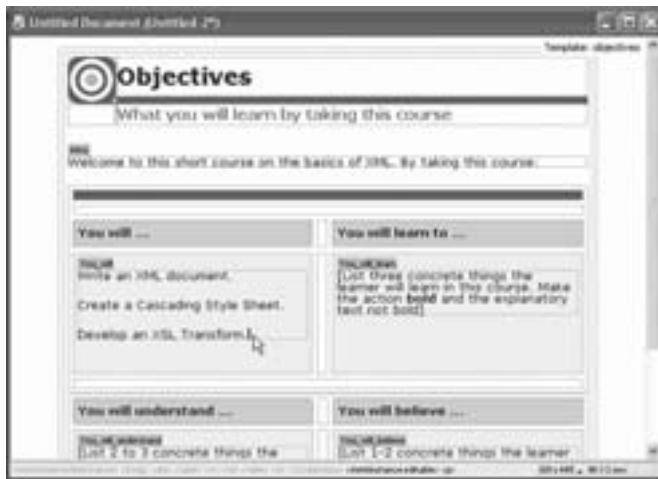 Untitled Document (Untitled-2*)
Template: objectives
Objectives
What you will learn by taking this course
Welcome to this short course on the basics of XML. By taking this course:
You will ...
You will learn to ...
You_will
Write an XML document.
Create a Cascading Style Sheet.
Develop an XSL Transform.
You_will_learn
[List three concrete things the
learner will learn in this course. Make
the action bold and the explanatory
text not bold]
You will understand ...
You will believe ...
You_will_understand
[List 2 to 3 concrete things the
You_will_believe
[List 1-2 concrete things the learner